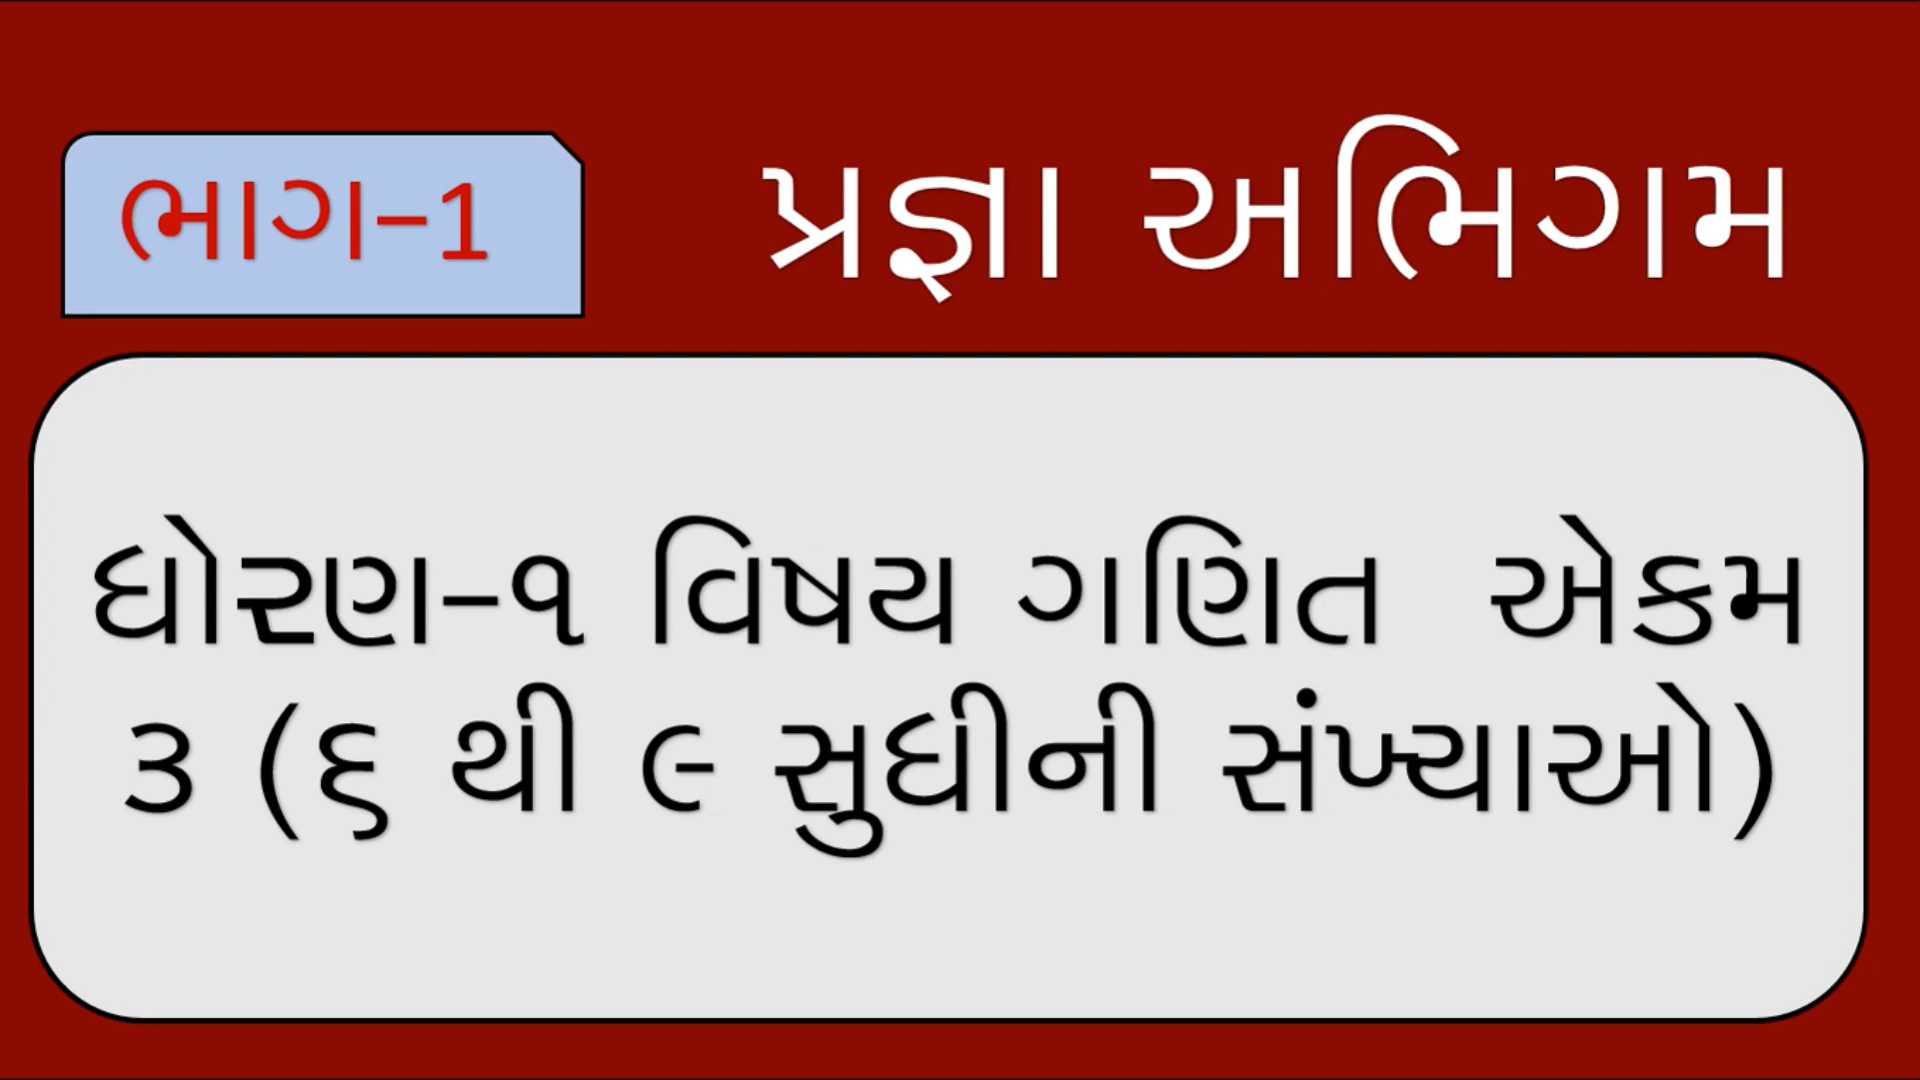 ભાગ-1
પ્રજ્ઞા અભિગમ
ધોરણ-૧ વિષય ગણિત એકમ
૩ (૬ થી ૯ સુધીની સંખ્યાઓ)